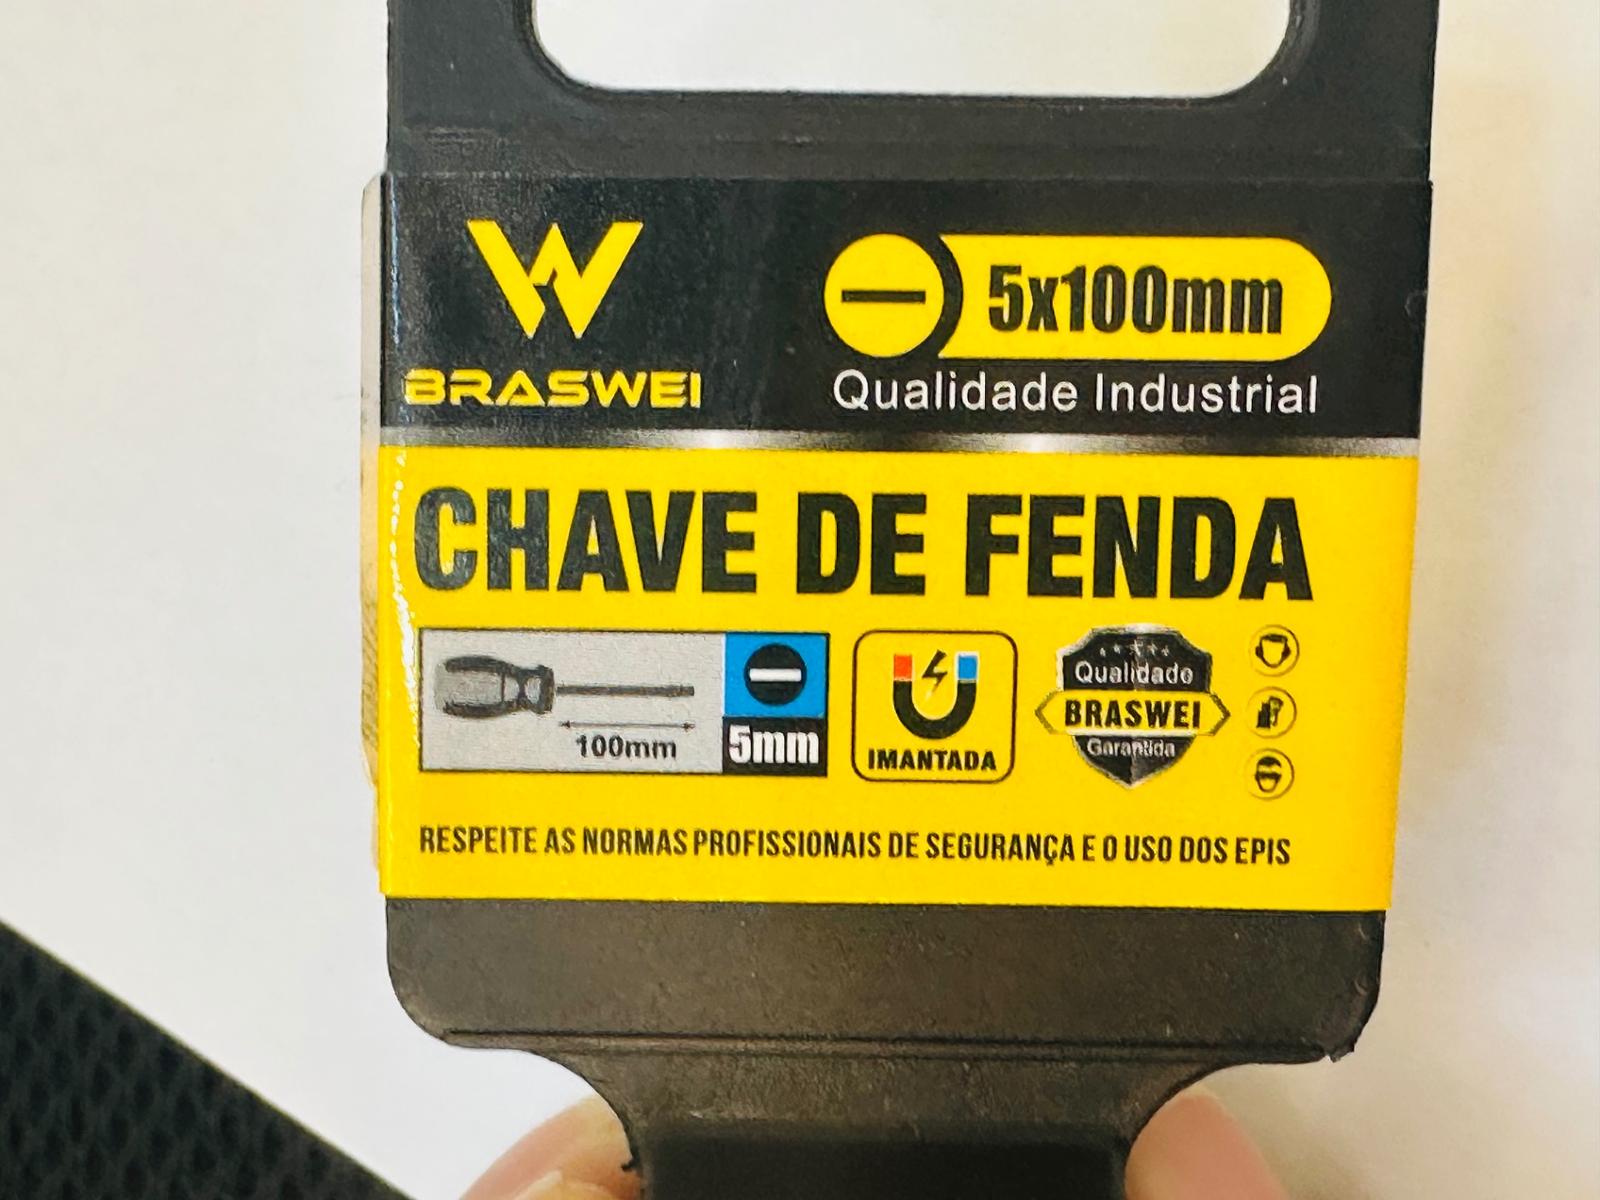 BRASWEI
5x100mm
Qualidade Industrial
CHAVE DE FENDA
100mm
5mm
IMANTADA
Qualidade
BRASWEI
Garantida
RESPEITE AS NORMAS PROFISSIONAIS DE SEGURANÇA E O USO DOS EPIS